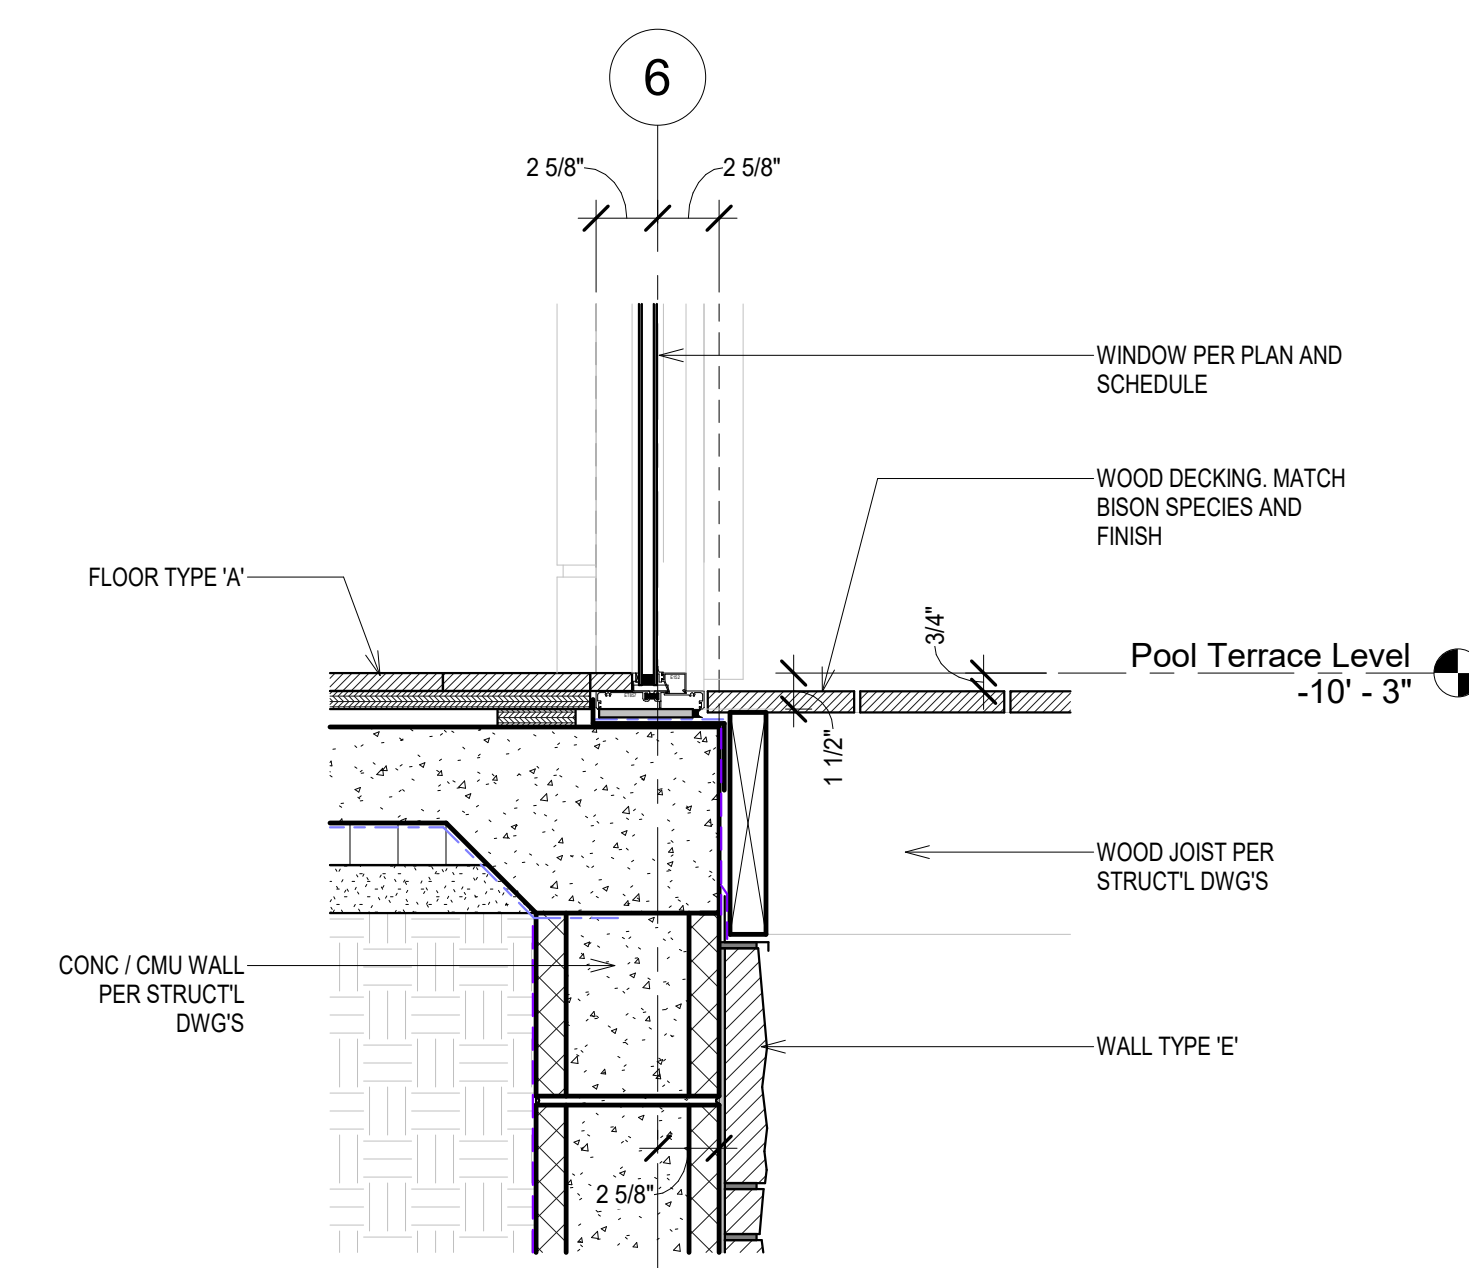 6
2 5/8"
2 5/8"
WINDOW PER PLAN AND
SCHEDULE
WOOD DECKING. MATCH
BISON SPECIES AND
FINISH
FLOOR TYPE 'A'
3/4"
Pool Terrace Level
-10' - 3"
1 1/2"
WOOD JOIST PER
STRUCT'L DWG'S
CONC / CMU WALL
PER STRUCT'L
DWG'S
WALL TYPE 'E'
2 5/8"